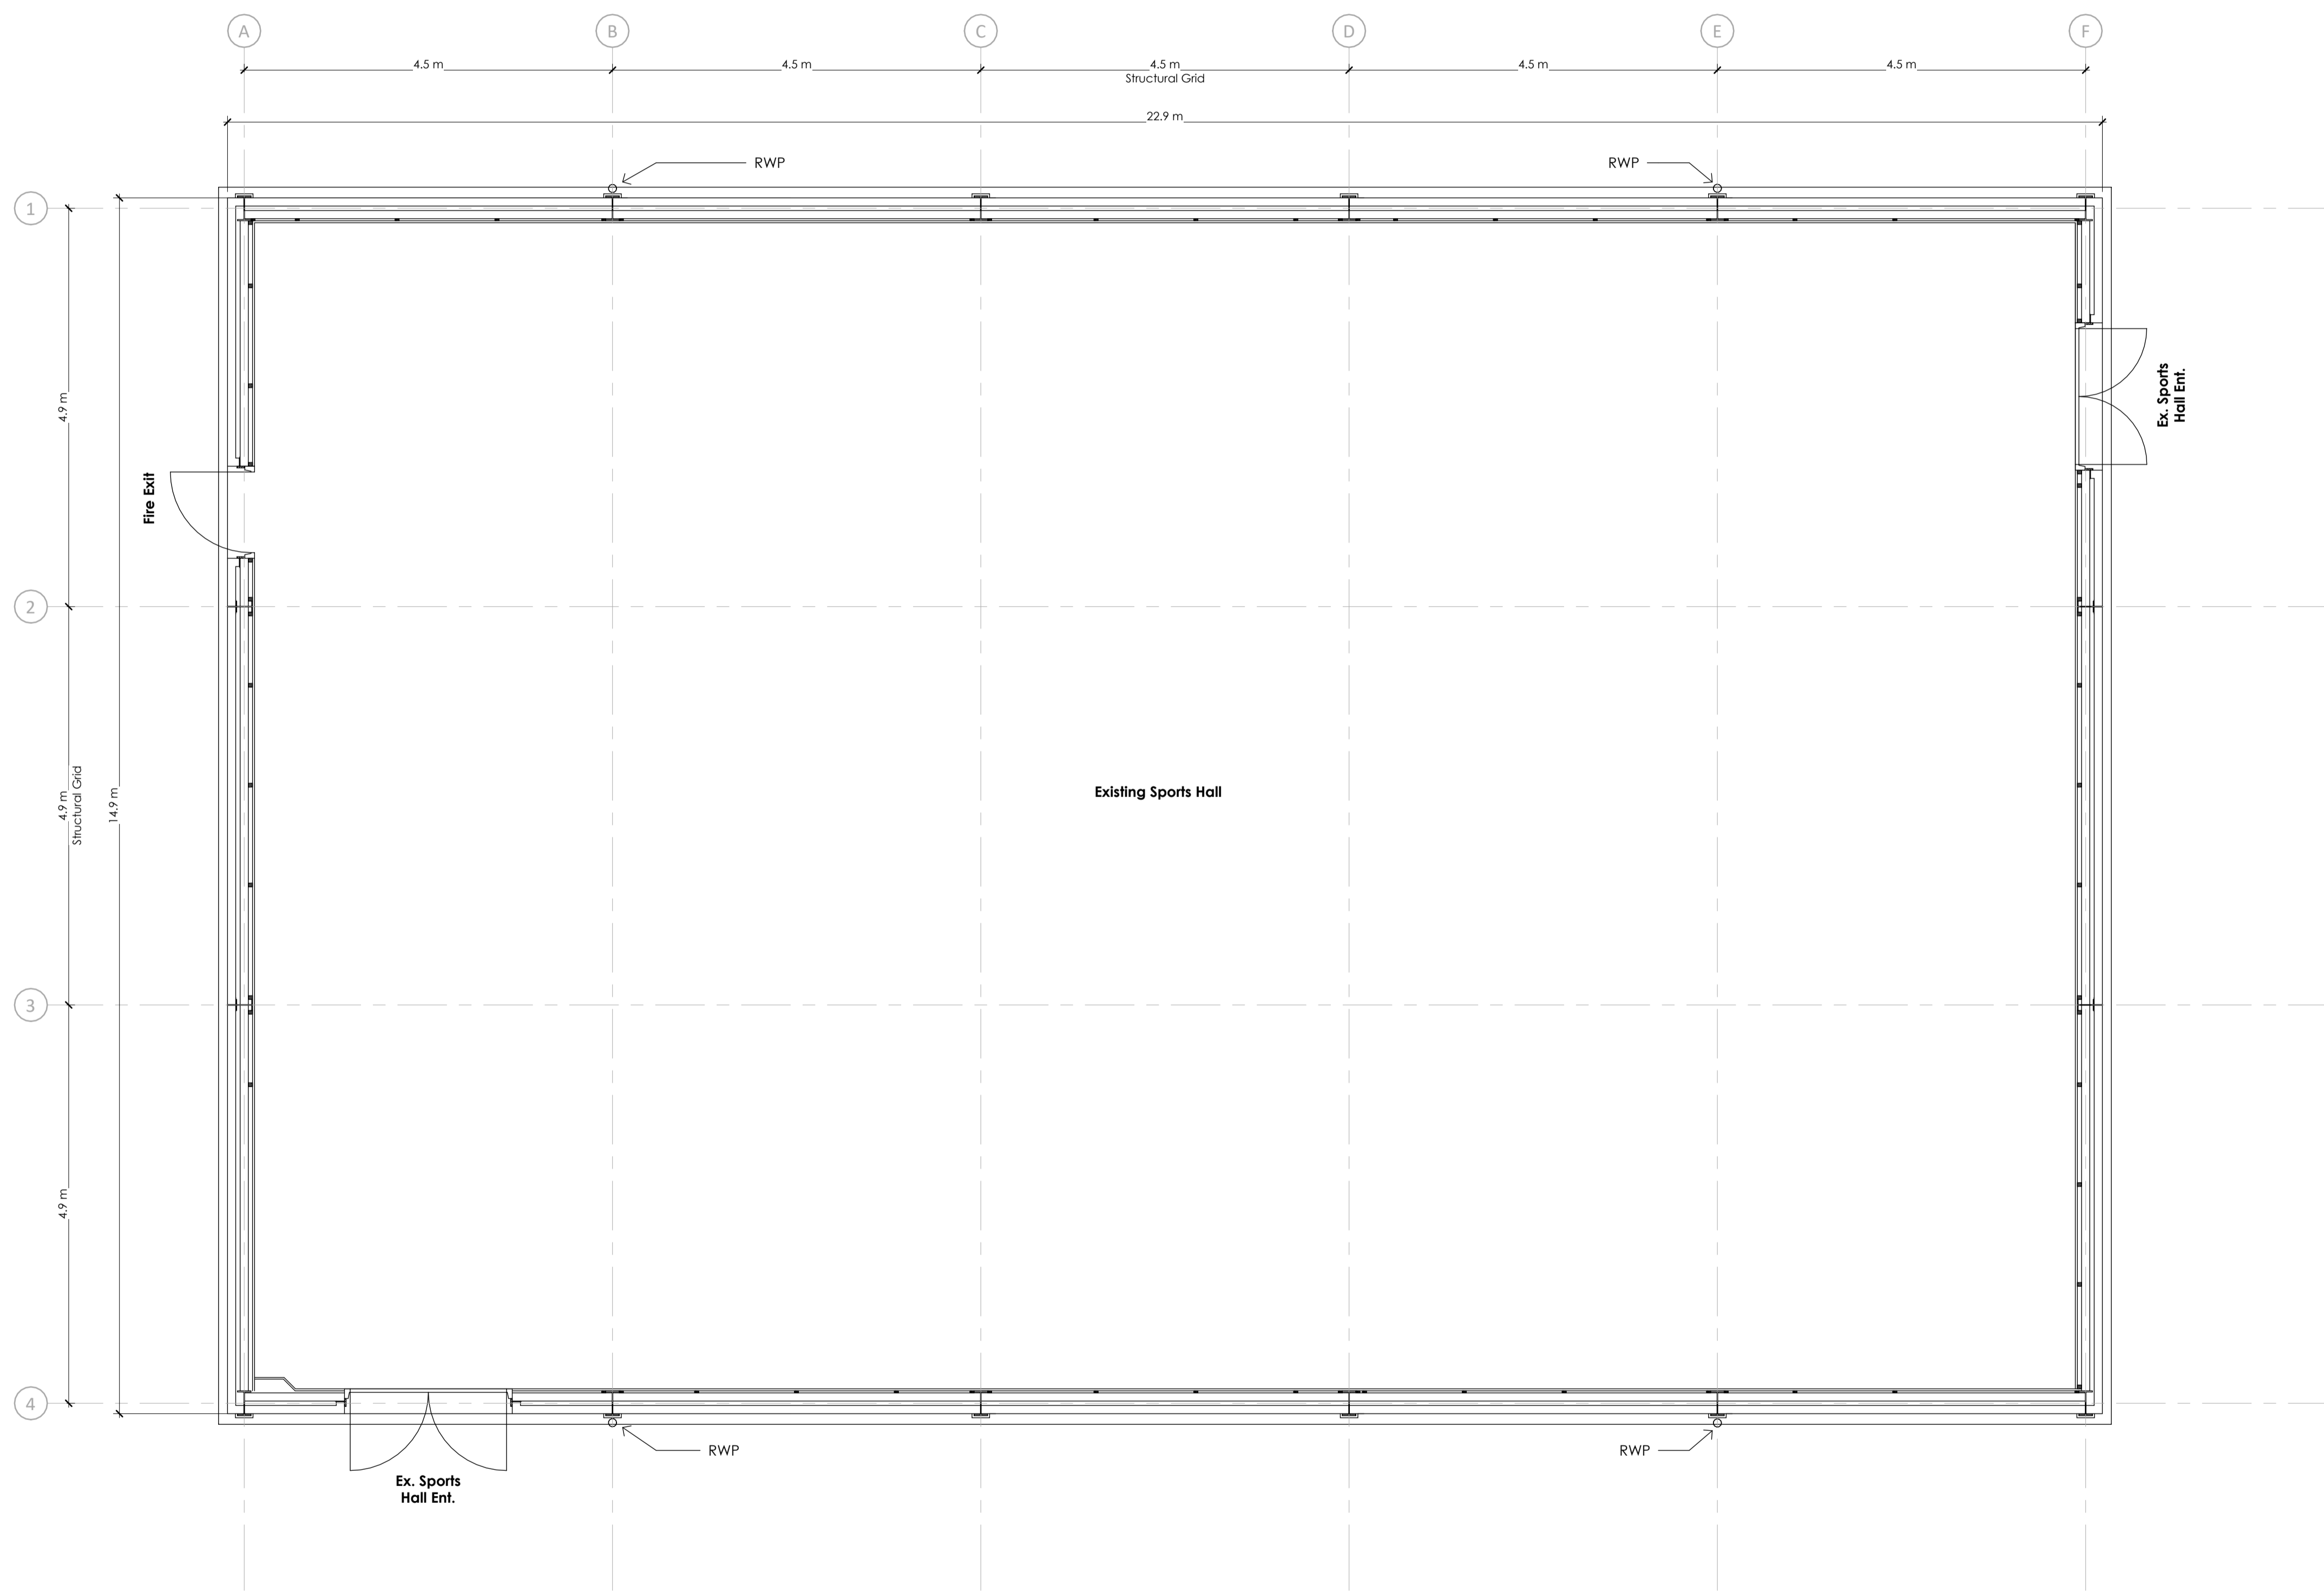 A
B
C
D
E
F
4.5 m
4.5 m
4.5 m
4.5 m
4.5 m
Structural Grid
22.9 m
RWP
RWP
1
4.9 m
Ex. Sports
Hall Ent.
Fire Exit
2
4.9 m
Structural Grid
14.9 m
Existing Sports Hall
3
4.9 m
4
RWP
RWP
Ex. Sports
Hall Ent.